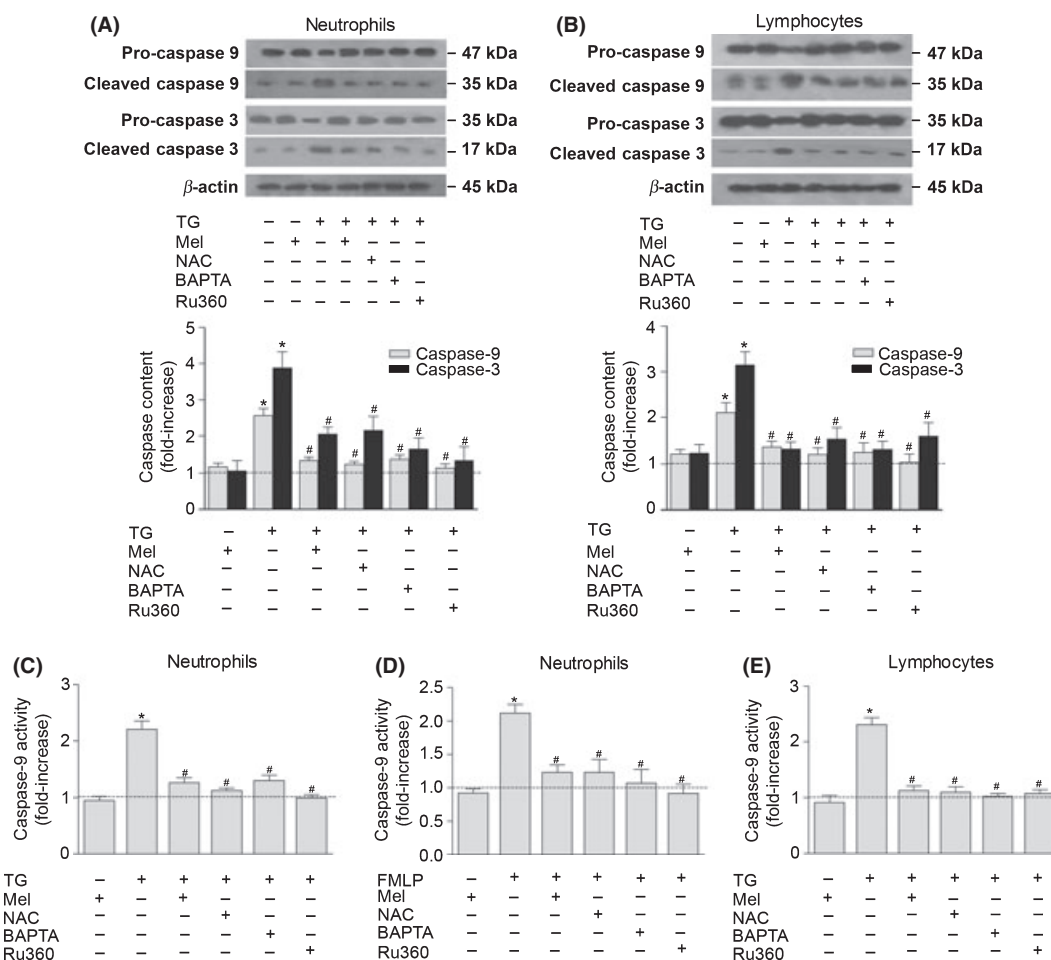 (A)
Neutrophils
Pro-caspase 9 – 47 kDa
Cleaved caspase 9 – 35 kDa
Pro-caspase 3 – 35 kDa
Cleaved caspase 3 – 17 kDa
β-actin – 45 kDa
TG – – + + + + +
Mel – + – + – – –
NAC – – – – + – –
BAPTA – – – – – + –
Ru360 – – – – – – +
Caspase content
(fold-increase)
5
4
3
2
1
0
Caspase-9
Caspase-3
* * # # # # # # # #
TG – + + + + +
Mel + – + – – –
NAC – – – + – –
BAPTA – – – – + –
Ru360 – – – – – +
(B)
Lymphocytes
Pro-caspase 9 – 47 kDa
Cleaved caspase 9 – 35 kDa
Pro-caspase 3 – 35 kDa
Cleaved caspase 3 – 17 kDa
β-actin – 45 kDa
TG – – + + + + +
Mel – + – + – – –
NAC – – – – + – –
BAPTA – – – – – + –
Ru360 – – – – – – +
Caspase content
(fold-increase)
4
3
2
1
0
Caspase-9
Caspase-3
* * # # # # # # # #
TG – + + + + +
Mel + – + – – –
NAC – – – + – –
BAPTA – – – – + –
Ru360 – – – – – +
(C)
Neutrophils
Caspase-9 activity
(fold-increase)
3
2
1
0
* # # # #
TG – + + + + +
Mel + – + – – –
NAC – – – + – –
BAPTA – – – – + –
Ru360 – – – – – +
(D)
Neutrophils
Caspase-9 activity
(fold-increase)
2.5
2.0
1.5
1.0
0.5
0.0
* # # # #
FMLP – + + + + +
Mel + – + – – –
NAC – – – + – –
BAPTA – – – – + –
Ru360 – – – – – +
(E)
Lymphocytes
Caspase-9 activity
(fold-increase)
3
2
1
0
* # # # #
TG – + + + + +
Mel + – + – – –
NAC – – – + – –
BAPTA – – – – + –
Ru360 – – – – – +